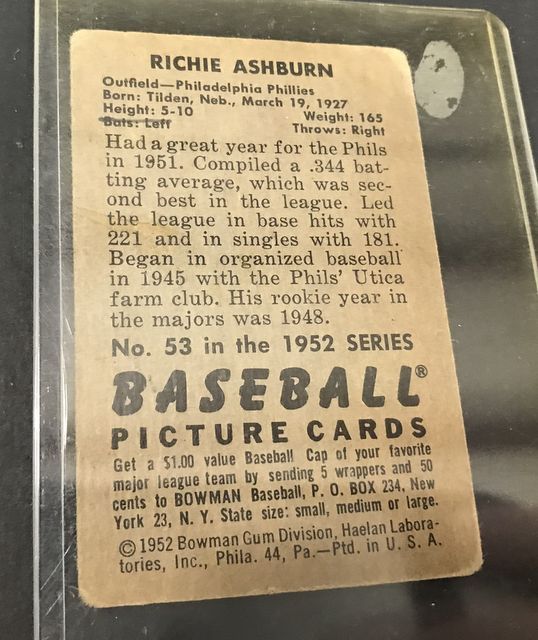 RICHIE ASHBURN
Outfield—Philadelphia Phillies
Born: Tilden, Neb., March 19, 1927
Height: 5-10 Weight: 165
Bats: Left Throws: Right
Had a great year for the Phils
in 1951. Compiled a .344 bat-
ting average, which was sec-
ond best in the league. Led
the league in base hits with
221 and in singles with 181.
Began in organized baseball
in 1945 with the Phils' Utica
farm club. His rookie year in
the majors was 1948.
No. 53 in the 1952 SERIES
BASEBALL®
PICTURE CARDS
Get a $1.00 value Baseball Cap of your favorite
major league team by sending 5 wrappers and 50
cents to BOWMAN Baseball, P. O. BOX 234, New
York 23, N. Y. State size: small, medium or large.
© 1952 Bowman Gum Division, Haelan Labora-
tories, Inc., Phila. 44, Pa.—Ptd. in U. S. A.